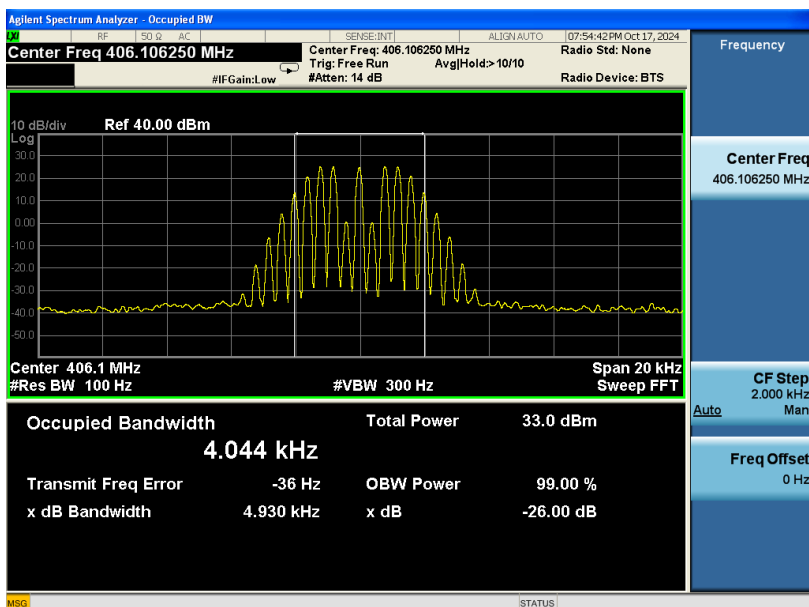 Agilent Spectrum Analyzer - Occupied BW
LXI RF 50 Ω AC SENSE:INT ALIGN AUTO 07:54:42 PM Oct 17, 2024
Center Freq 406.106250 MHz
Center Freq: 406.106250 MHz Radio Std: None
Trig: Free Run Avg|Hold:> 10/10
#IFGain:Low #Atten: 14 dB Radio Device: BTS
10 dB/div Ref 40.00 dBm
Log
30.0
20.0
10.0
0.00
-10.0
-20.0
-30.0
-40.0
-50.0
Center 406.1 MHz Span 20 kHz
#Res BW 100 Hz #VBW 300 Hz Sweep FFT
Occupied Bandwidth Total Power 33.0 dBm
4.044 kHz
Transmit Freq Error -36 Hz OBW Power 99.00 %
x dB Bandwidth 4.930 kHz x dB -26.00 dB
MSG STATUS
Frequency
Center Freq
406.106250 MHz
CF Step
2.000 kHz
Auto Man
Freq Offset
0 Hz